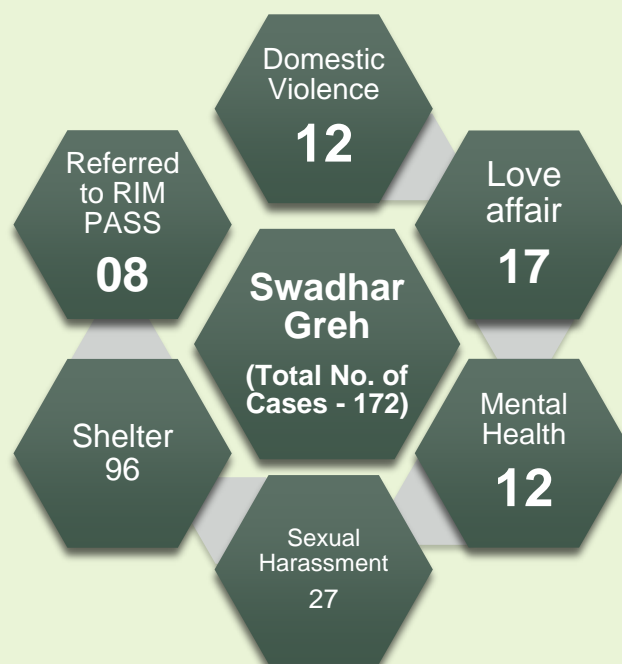 Domestic
Violence
12
Love
affair
17
Mental
Health
12
Sexual
Harassment
27
Shelter
96
Referred
to RIM
PASS
08
Swadhar
Greh
(Total No. of
Cases - 172)